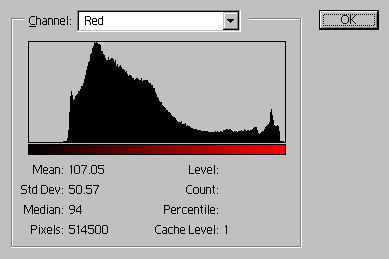 Channel: Red
OK
Mean: 107.05 Level:
Std Dev: 50.57 Count:
Median: 94 Percentile:
Pixels: 514500 Cache Level: 1